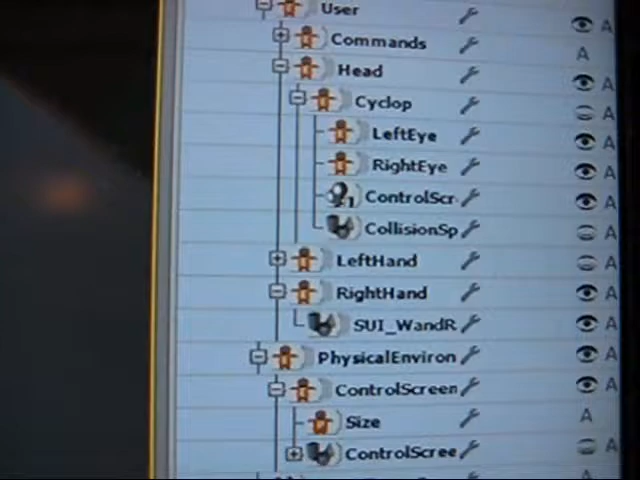 User A
Commands A
Head A
Cyclop A
LeftEye A
RightEye A
ControlScr A
CollisionSp A
LeftHand A
RightHand A
SUI_WandR A
PhysicalEnviron A
ControlScreen A
Size A
ControlScree A